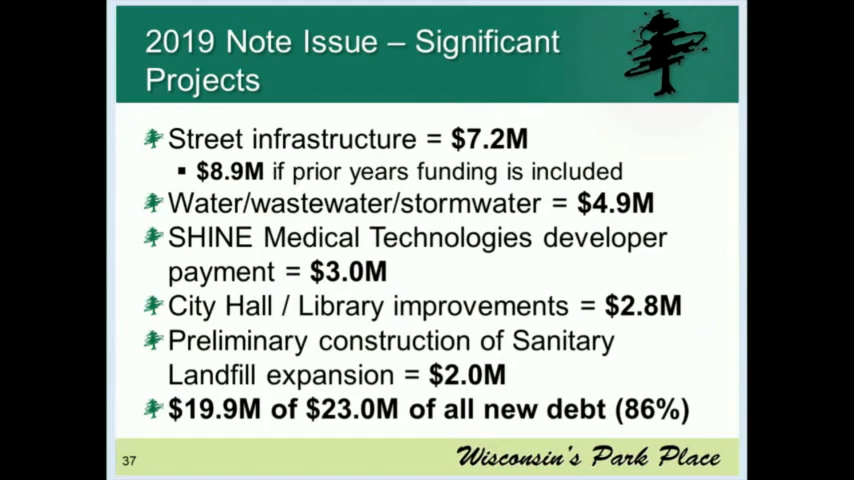 2019 Note Issue – Significant
Projects
Street infrastructure = $7.2M
$8.9M if prior years funding is included
Water/wastewater/stormwater = $4.9M
SHINE Medical Technologies developer
payment = $3.0M
City Hall / Library improvements = $2.8M
Preliminary construction of Sanitary
Landfill expansion = $2.0M
$19.9M of $23.0M of all new debt (86%)
37
Wisconsin's Park Place